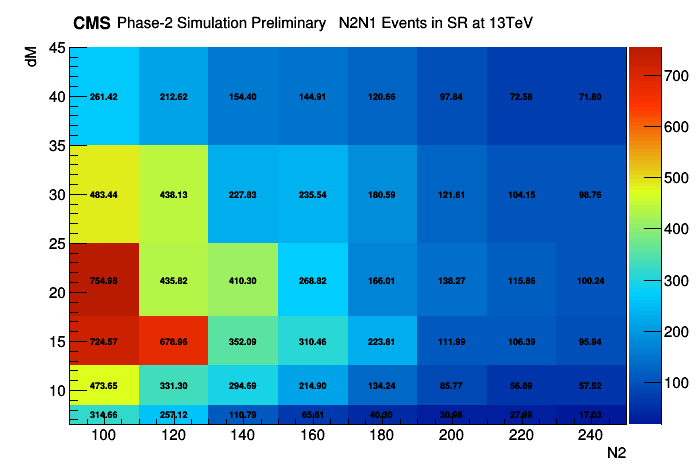 CMS Phase-2 Simulation Preliminary N2N1 Events in SR at 13TeV
dM
45
40 261.42 212.62 154.40 144.91 120.66 97.84 72.58 71.80
35
30 483.44 438.13 227.83 235.54 180.59 121.61 104.15 98.76
25
20 754.98 435.82 410.30 268.82 166.01 138.27 115.86 100.24
15 724.57 678.95 352.09 310.46 223.81 111.99 106.39 95.94
10 473.65 331.30 294.69 214.90 134.24 85.77 56.89 57.52
314.66 257.12 110.79 65.81 40.30 27.99 17.03
100 120 140 160 180 200 220 240
N2
700
600
500
400
300
200
100